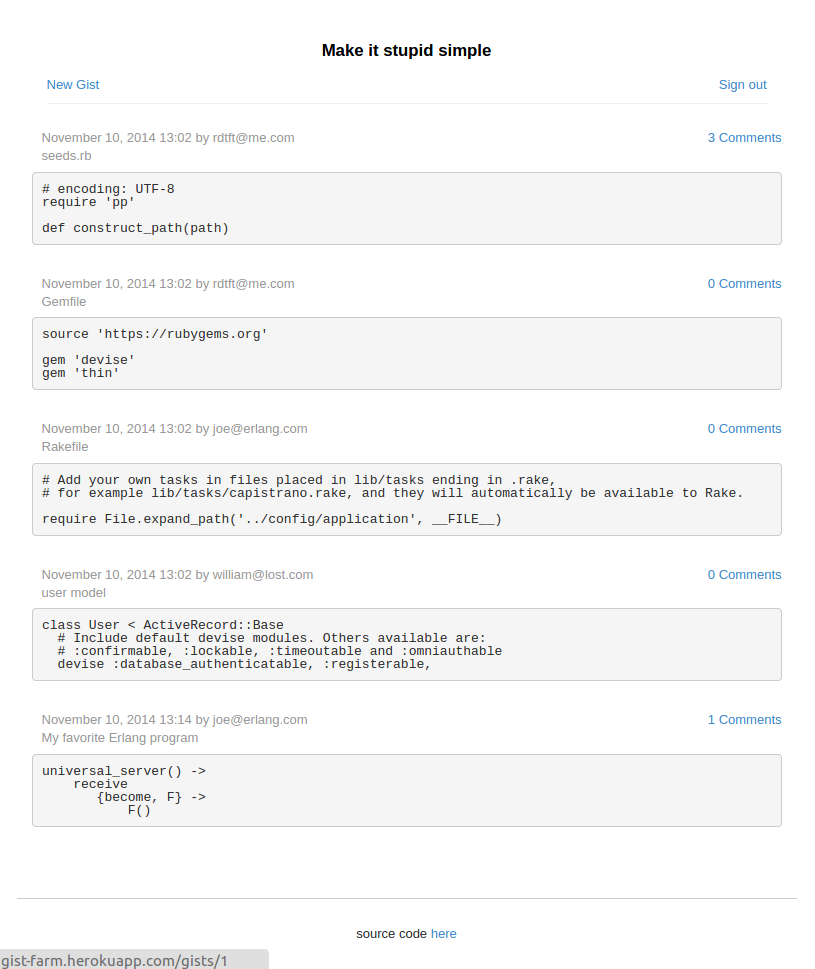 Make it stupid simple
New Gist Sign out
November 10, 2014 13:02 by rdtft@me.com 3 Comments
seeds.rb
# encoding: UTF-8
require 'pp'
def construct_path(path)
November 10, 2014 13:02 by rdtft@me.com 0 Comments
Gemfile
source 'https://rubygems.org'
gem 'devise'
gem 'thin'
November 10, 2014 13:02 by joe@erlang.com 0 Comments
Rakefile
# Add your own tasks in files placed in lib/tasks ending in .rake,
# for example lib/tasks/capistrano.rake, and they will automatically be available to Rake.
require File.expand_path('../config/application', __FILE__)
November 10, 2014 13:02 by william@lost.com 0 Comments
user model
class User < ActiveRecord::Base
  # Include default devise modules. Others available are:
  # :confirmable, :lockable, :timeoutable and :omniauthable
  devise :database_authenticatable, :registerable,
November 10, 2014 13:14 by joe@erlang.com 1 Comments
My favorite Erlang program
universal_server() ->
    receive
       {become, F} ->
           F()
source code here
gist-farm.herokuapp.com/gists/1